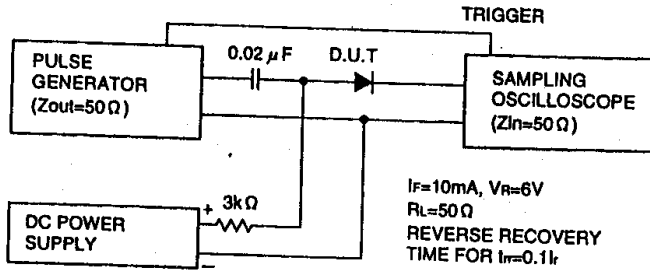 TRIGGER
0.02 μF
D.U.T
PULSE
GENERATOR
(Zout=50Ω)
SAMPLING
OSCILLOSCOPE
(ZIn=50Ω)
+
3kΩ
DC POWER
SUPPLY
−
IF=10mA, VR=6V
RL=50Ω
REVERSE RECOVERY
TIME FOR trr=0.1Ir